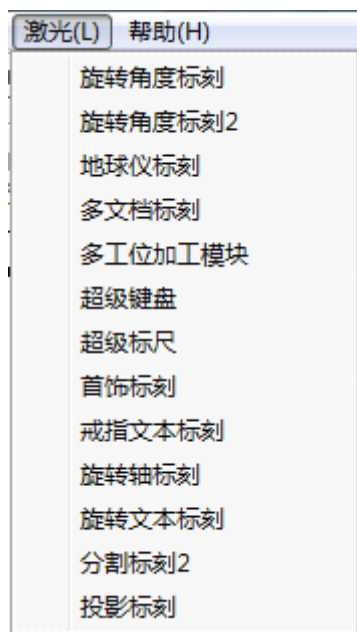 激光(L) 帮助(H)
旋转角度标刻
旋转角度标刻2
地球仪标刻
多文档标刻
多工位加工模块
超级键盘
超级标尺
首饰标刻
戒指文本标刻
旋转轴标刻
旋转文本标刻
分割标刻2
投影标刻